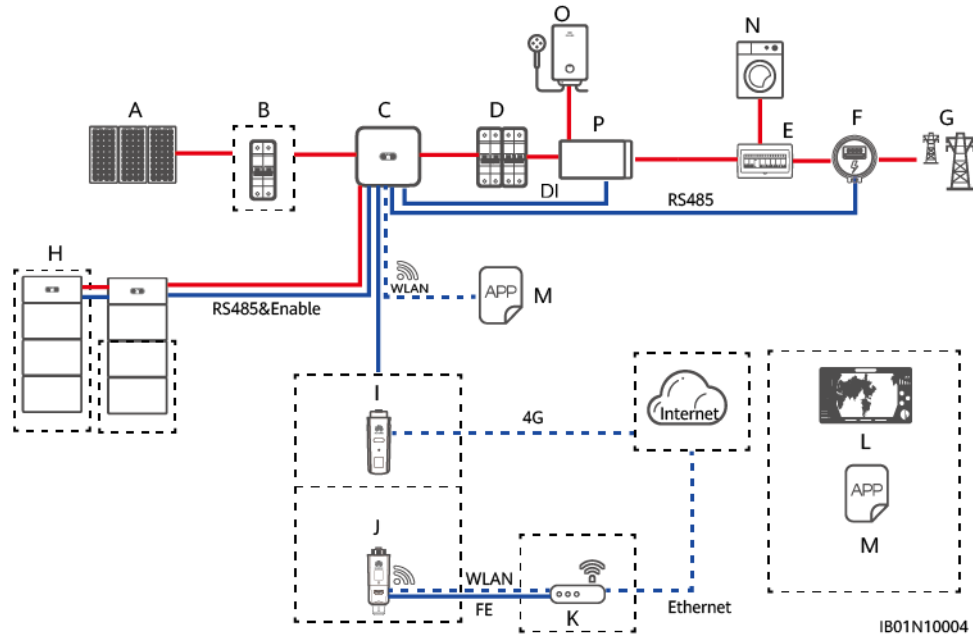 O
N
A
B
C
D
P
E
F
G
DI
RS485
H
WLAN
APP
M
RS485&Enable
I
4G
Internet
L
APP
M
J
WLAN
FE
K
Ethernet
IB01N10004